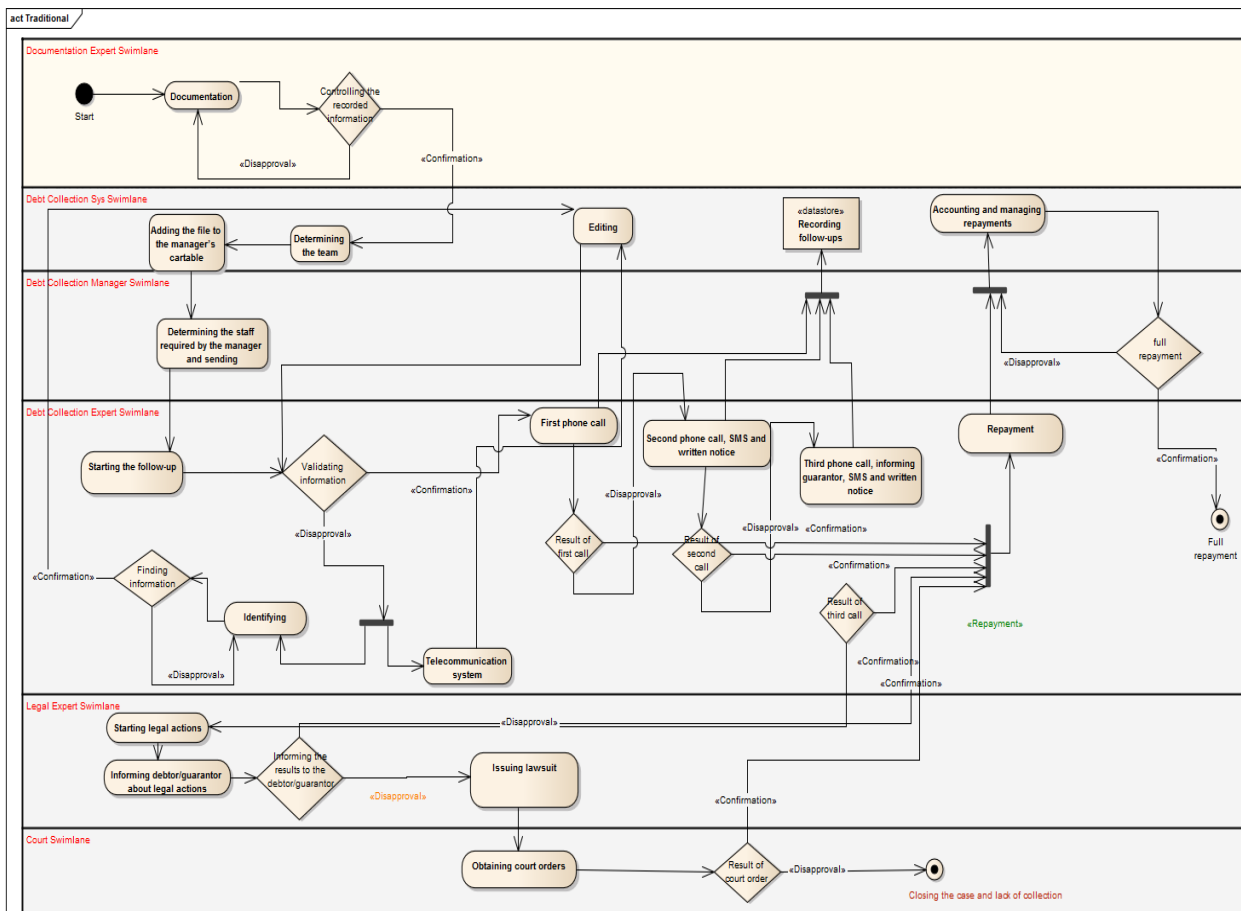 act Traditional
Documentation Expert Swimlane
Start
Documentation
Controlling the
recorded
information
«Disapproval»
«Confirmation»
Debt Collection Sys Swimlane
Adding the file to
the manager's
cartable
Determining
the team
Editing
«datastore»
Recording
follow-ups
Accounting and managing
repayments
Debt Collection Manager Swimlane
Determining the staff
required by the manager
and sending
full
repayment
«Disapproval»
Debt Collection Expert Swimlane
First phone call
Second phone call, SMS and
written notice
Third phone call, informing
guarantor, SMS and written
notice
Repayment
Starting the follow-up
Validating
information
«Confirmation»
«Disapproval»
«Confirmation»
«Disapproval»
Result of
first call
Result of
second
call
«Disapproval»
«Confirmation»
Full
repayment
«Confirmation»
Finding
information
«Confirmation»
Identifying
Result of
third call
«Repayment»
«Disapproval»
Telecommunication
system
«Confirmation»
«Confirmation»
Legal Expert Swimlane
Starting legal actions
«Disapproval»
Informing debtor/guarantor
about legal actions
Informing the
results to the
debtor/guarantor
«Disapproval»
Issuing lawsuit
«Confirmation»
Court Swimlane
Obtaining court orders
Result of
court order
«Disapproval»
Closing the case and lack of collection